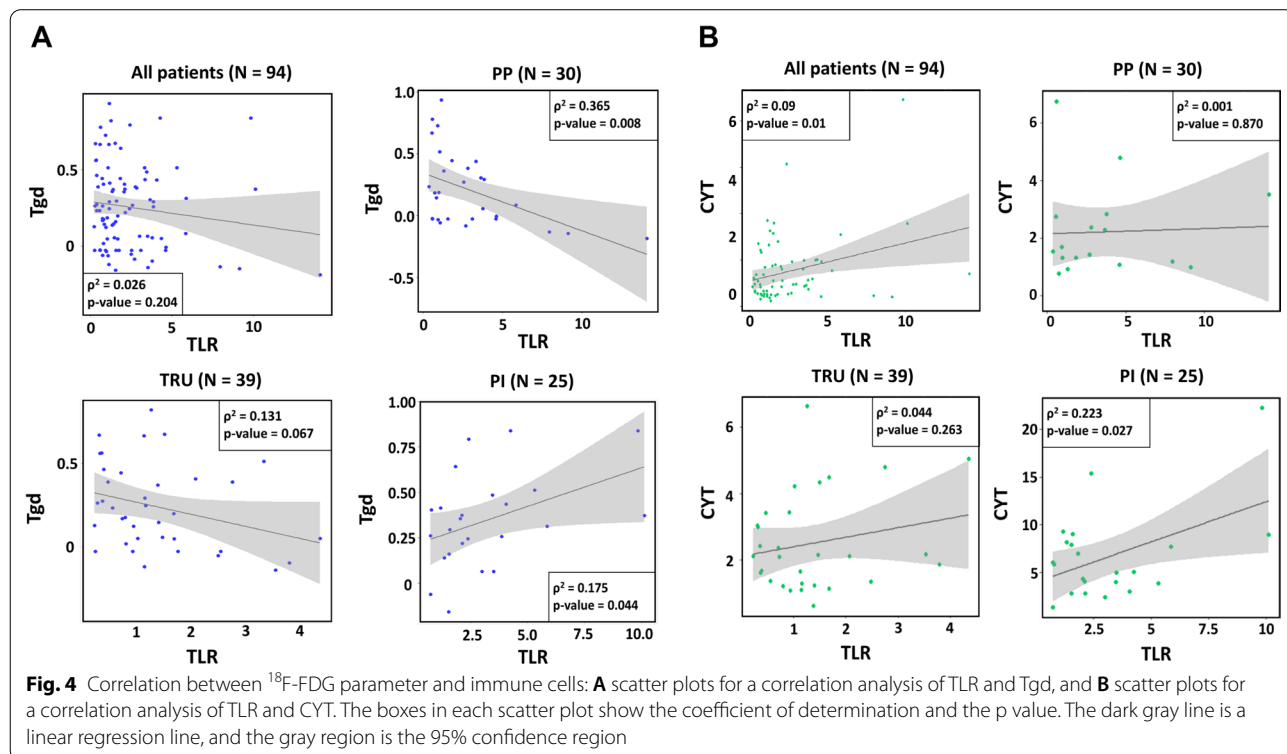 A
All patients (N = 94)
Tgd
0.5
0
ρ² = 0.026
p-value = 0.204
0 5 10
TLR
PP (N = 30)
Tgd
1.0
0.5
0.0
-0.5
ρ² = 0.365
p-value = 0.008
0 5 10
TLR
TRU (N = 39)
Tgd
0.5
0
ρ² = 0.131
p-value = 0.067
1 2 3 4
TLR
PI (N = 25)
Tgd
1.00
0.75
0.50
0.25
0
ρ² = 0.175
p-value = 0.044
2.5 5.0 7.5 10.0
TLR
B
All patients (N = 94)
CYT
6
4
2
0
ρ² = 0.09
p-value = 0.01
0 5 10
TLR
PP (N = 30)
CYT
6
4
2
0
ρ² = 0.001
p-value = 0.870
0 5 10
TLR
TRU (N = 39)
CYT
6
4
2
ρ² = 0.044
p-value = 0.263
1 2 3 4
TLR
PI (N = 25)
CYT
20
15
10
5
ρ² = 0.223
p-value = 0.027
2.5 5 7.5 10
TLR
Fig. 4 Correlation between ¹⁸F-FDG parameter and immune cells: A scatter plots for a correlation analysis of TLR and Tgd, and B scatter plots for
a correlation analysis of TLR and CYT. The boxes in each scatter plot show the coefficient of determination and the p value. The dark gray line is a
linear regression line, and the gray region is the 95% confidence region